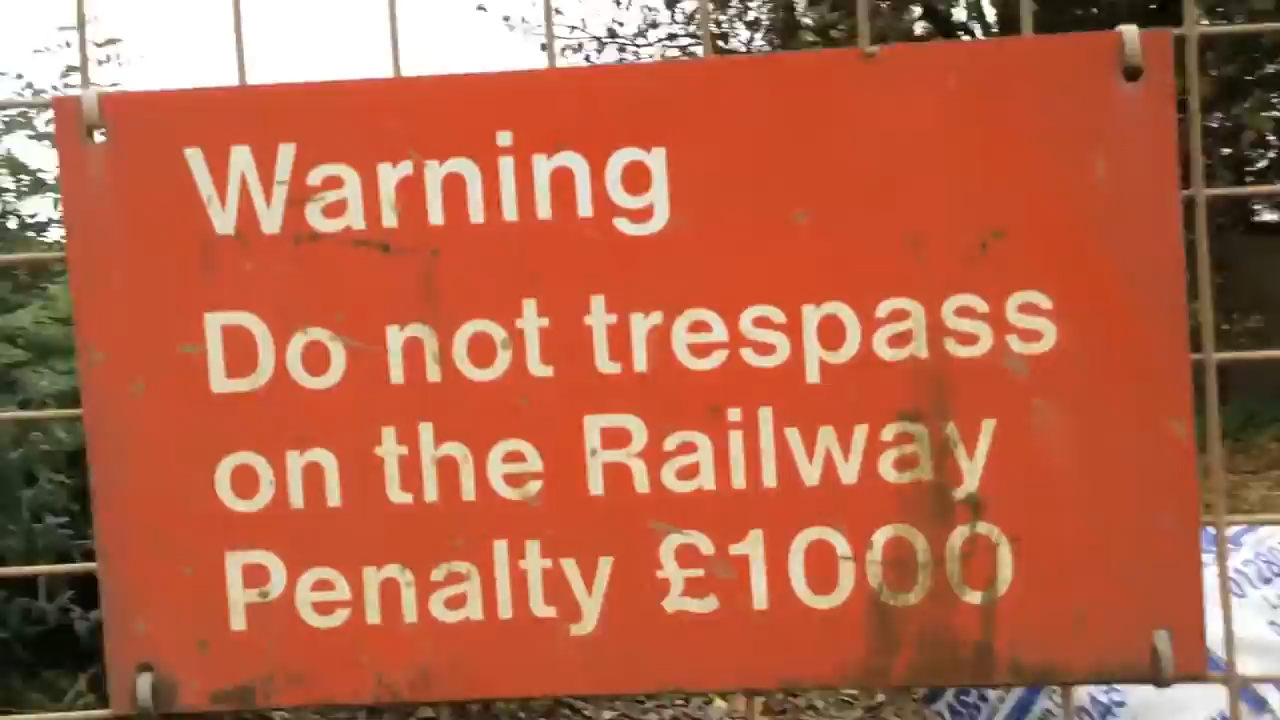 Warning
Do not trespass
on the Railway
Penalty £1000